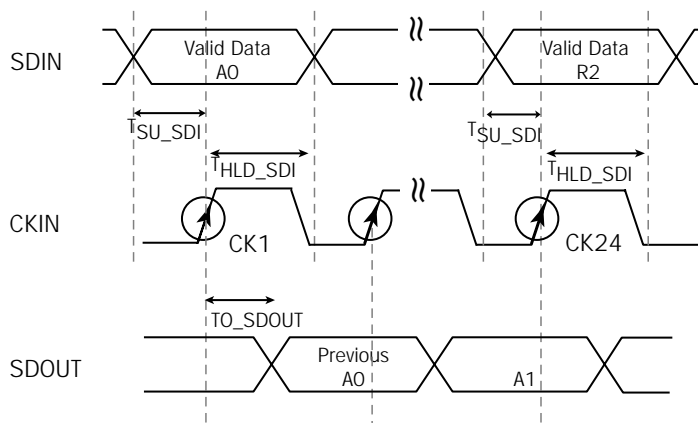 SDIN
Valid Data
A0
Valid Data
R2
TSU_SDI
TSU_SDI
THLD_SDI
THLD_SDI
CKIN
CK1
CK24
TO_SDOUT
SDOUT
Previous
A0
A1